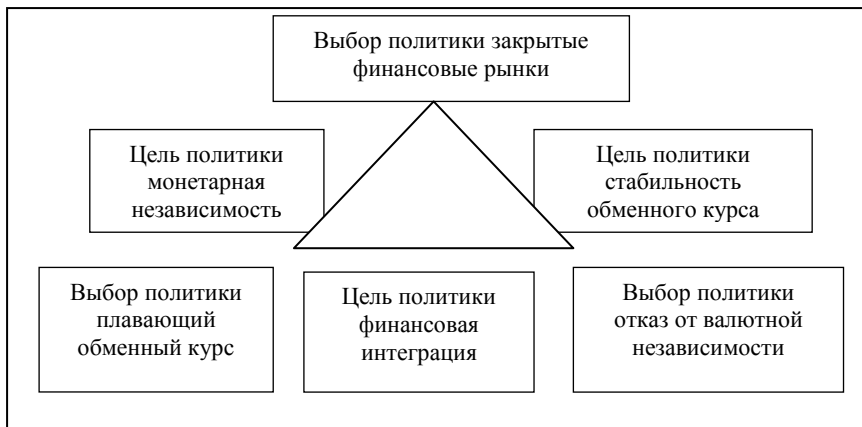 Выбор политики закрытые
финансовые рынки
Цель политики
монетарная
независимость
Цель политики
стабильность
обменного курса
Выбор политики
плавающий
обменный курс
Цель политики
финансовая
интеграция
Выбор политики
отказ от валютной
независимости